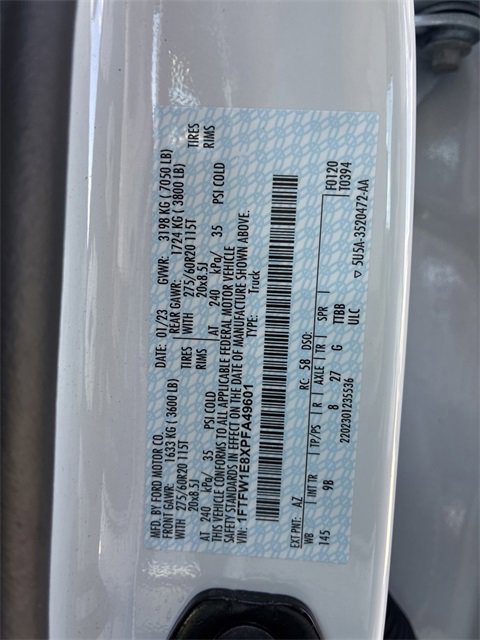 MFD. BY FORD MOTOR CO.
DATE: 01/23 GVWR: 3198 KG ( 7050 LB)
FRONT GAWR: 1633 KG ( 3600 LB) REAR GAWR: 1724 KG ( 3800 LB)
WITH 275/60R20 115T TIRES WITH 275/60R20 115T TIRES
20x8.5J RIMS 20x8.5J RIMS
AT 240 kPa/ 35 PSI COLD AT 240 kPa/ 35 PSI COLD
THIS VEHICLE CONFORMS TO ALL APPLICABLE FEDERAL MOTOR VEHICLE
SAFETY STANDARDS IN EFFECT ON THE DATE OF MANUFACTURE SHOWN ABOVE.
VIN: 1FTFW1E8XPFA49601 TYPE: Truck
F0120
T0394
EXT PNT: AZ RC: 58 DSO:
WB INT TR TP/PS R AXLE TR SPR
145 9B 8 27 G TTBB
ULC
2202301235536
5U5A-3520472-AA